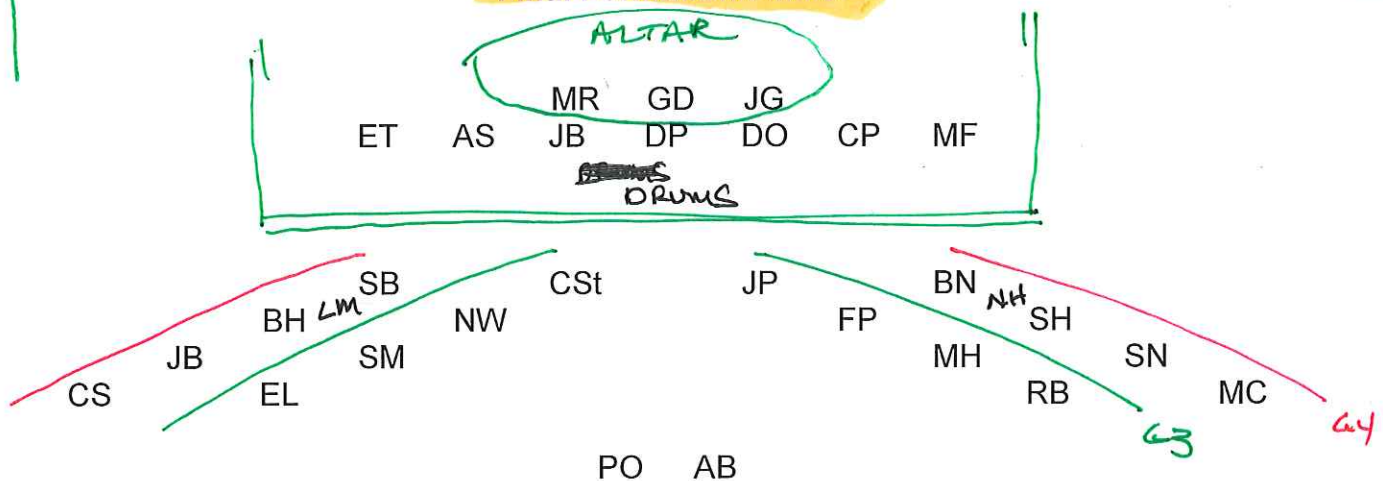 ALTAR
MR GD JG
ET AS JB DP DO CP MF
DRUMS
SB CSt JP BN
BH LM NW FP NH SH
JB SM MH SN
CS EL RB MC
G3 G4
PO AB